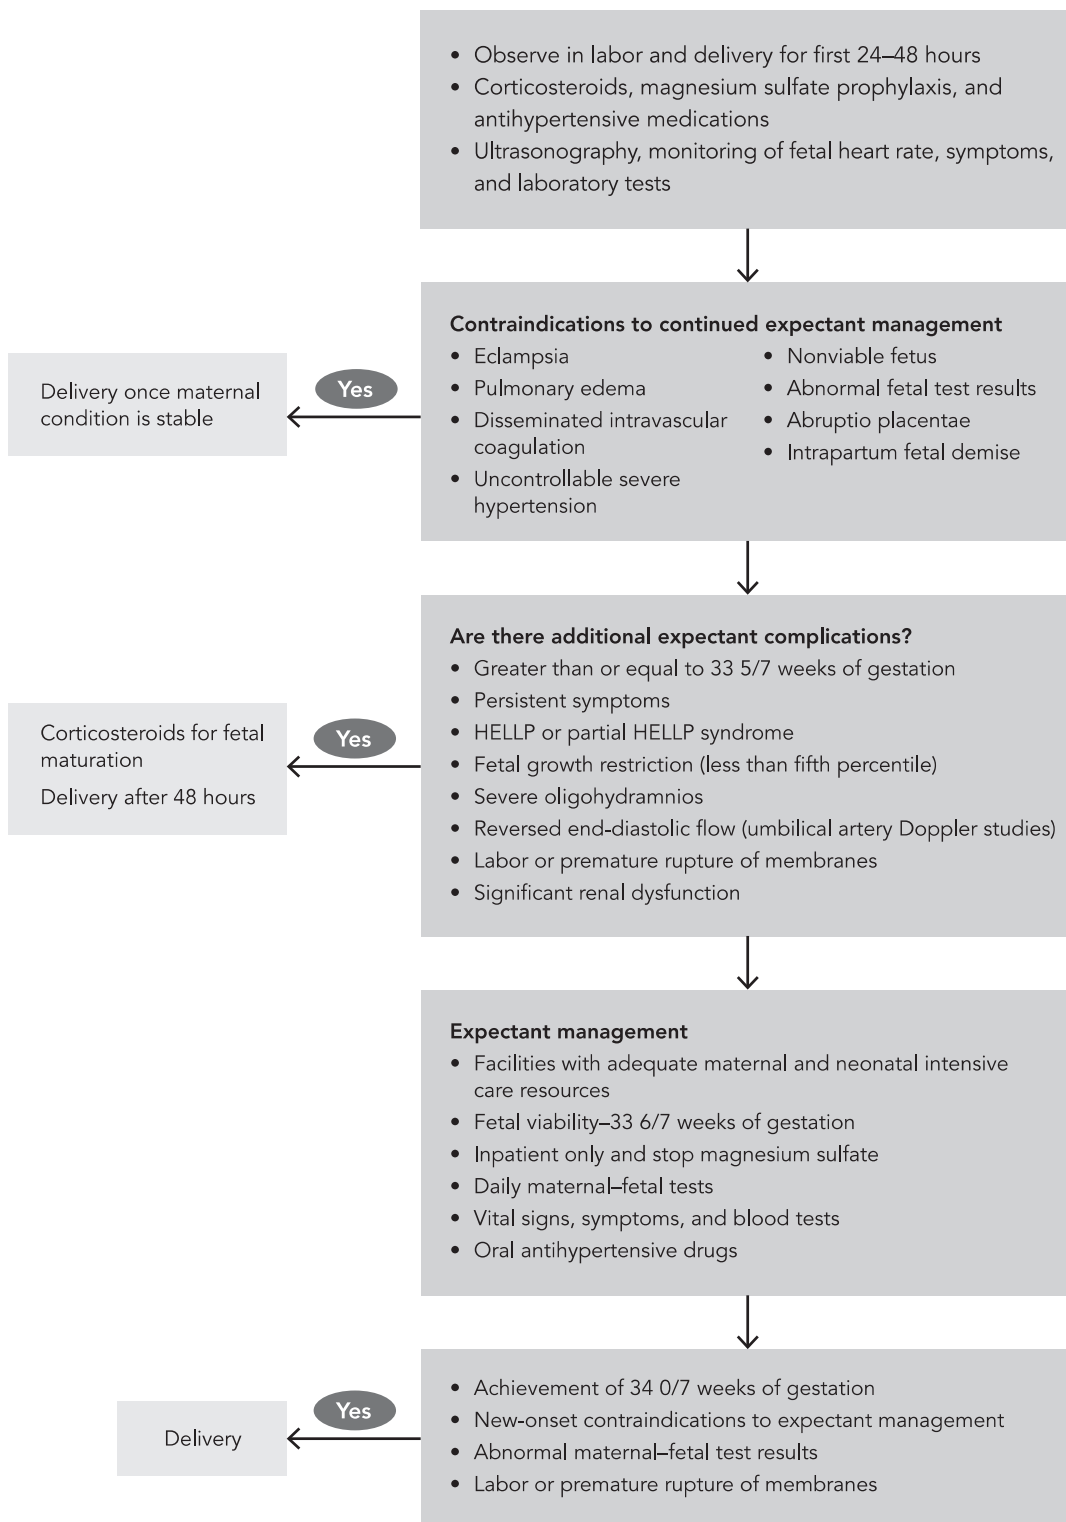 • Observe in labor and delivery for first 24–48 hours
• Corticosteroids, magnesium sulfate prophylaxis, and
antihypertensive medications
• Ultrasonography, monitoring of fetal heart rate, symptoms,
and laboratory tests
Contraindications to continued expectant management
• Eclampsia
• Pulmonary edema
• Disseminated intravascular
coagulation
• Uncontrollable severe
hypertension
• Nonviable fetus
• Abnormal fetal test results
• Abruptio placentae
• Intrapartum fetal demise
Yes
Delivery once maternal
condition is stable
Are there additional expectant complications?
• Greater than or equal to 33 5/7 weeks of gestation
• Persistent symptoms
• HELLP or partial HELLP syndrome
• Fetal growth restriction (less than fifth percentile)
• Severe oligohydramnios
• Reversed end-diastolic flow (umbilical artery Doppler studies)
• Labor or premature rupture of membranes
• Significant renal dysfunction
Yes
Corticosteroids for fetal
maturation
Delivery after 48 hours
Expectant management
• Facilities with adequate maternal and neonatal intensive
care resources
• Fetal viability–33 6/7 weeks of gestation
• Inpatient only and stop magnesium sulfate
• Daily maternal–fetal tests
• Vital signs, symptoms, and blood tests
• Oral antihypertensive drugs
• Achievement of 34 0/7 weeks of gestation
• New-onset contraindications to expectant management
• Abnormal maternal–fetal test results
• Labor or premature rupture of membranes
Yes
Delivery